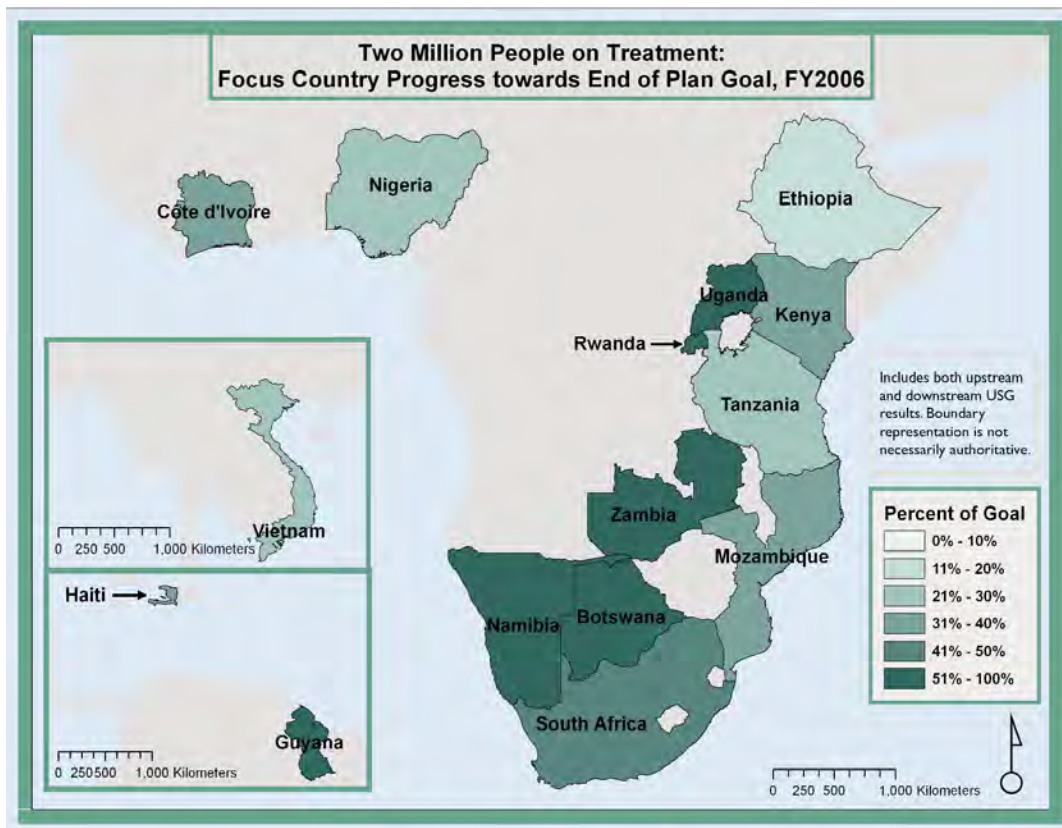 Two Million People on Treatment:
Focus Country Progress towards End of Plan Goal, FY2006
Côte d'Ivoire
Nigeria
Ethiopia
Uganda
Kenya
Rwanda
Tanzania
Includes both upstream
and downstream USG
results. Boundary
representation is not
necessarily authoritative.
Zambia
Mozambique
Namibia
Botswana
South Africa
Vietnam
0 250 500 1,000 Kilometers
Haiti
Guyana
0 250 500 1,000 Kilometers
Percent of Goal
0% - 10%
11% - 20%
21% - 30%
31% - 40%
41% - 50%
51% - 100%
0 250 500 1,000 Kilometers